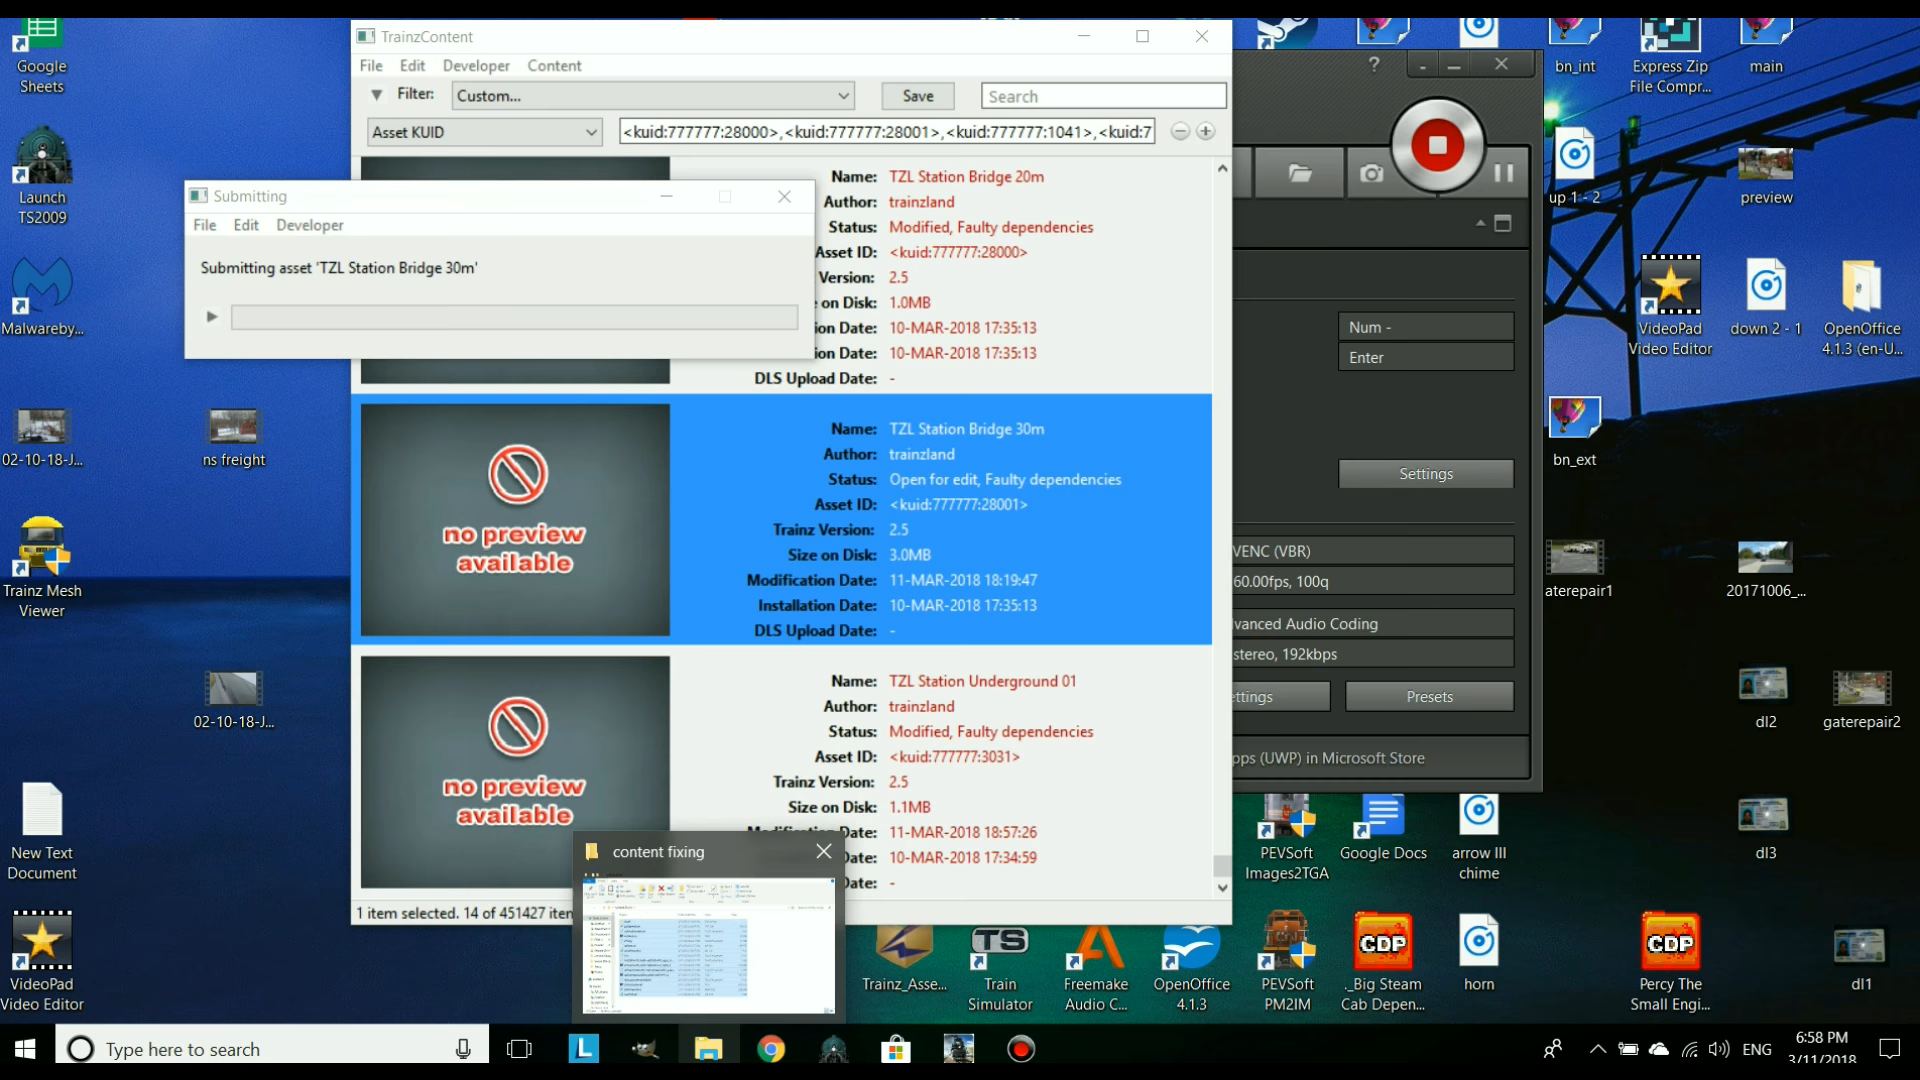 Google
Sheets
Launch
TS2009
Malwareby...
02-10-18-J...
ns freight
Trainz Mesh
Viewer
02-10-18-J...
New Text
Document
VideoPad
Video Editor
TrainzContent
File Edit Developer Content
Filter: Custom... Save Search
Asset KUID <kuid:777777:28000>,<kuid:777777:28001>,<kuid:777777:1041>,<kuid:7
Submitting
File Edit Developer
Submitting asset 'TZL Station Bridge 30m'
Name: TZL Station Bridge 20m
Author: trainzland
Status: Modified, Faulty dependencies
Asset ID: <kuid:777777:28000>
Version: 2.5
e on Disk: 1.0MB
ion Date: 10-MAR-2018 17:35:13
ion Date: 10-MAR-2018 17:35:13
DLS Upload Date: -
no preview
available
Name: TZL Station Bridge 30m
Author: trainzland
Status: Open for edit, Faulty dependencies
Asset ID: <kuid:777777:28001>
Trainz Version: 2.5
Size on Disk: 3.0MB
Modification Date: 11-MAR-2018 18:19:47
Installation Date: 10-MAR-2018 17:35:13
DLS Upload Date: -
no preview
available
Name: TZL Station Underground 01
Author: trainzland
Status: Modified, Faulty dependencies
Asset ID: <kuid:777777:3031>
Trainz Version: 2.5
Size on Disk: 1.1MB
Date: 11-MAR-2018 18:57:26
Date: 10-MAR-2018 17:34:59
Date: -
1 item selected. 14 of 451427 iten
content fixing
?
Num -
Enter
Settings
VENC (VBR)
60.00fps, 100q
vanced Audio Coding
stereo, 192kbps
ttings Presets
pps (UWP) in Microsoft Store
bn_int
Express Zip
File Compr...
main
up 1 - 2
preview
VideoPad
Video Editor
down 2 - 1
OpenOffice
4.1.3 (en-U...
bn_ext
aterepair1
20171006_...
dl2
gaterepair2
PEVSoft
Images2TGA
Google Docs
arrow III
chime
dl3
Trainz_Asse...
TS
Train
Simulator
Freemake
Audio C...
OpenOffice
4.1.3
PEVSoft
PM2IM
CDP
._Big Steam
Cab Depen...
horn
CDP
Percy The
Small Engi...
dl1
Type here to search
L
ENG
6:58 PM
3/11/2018